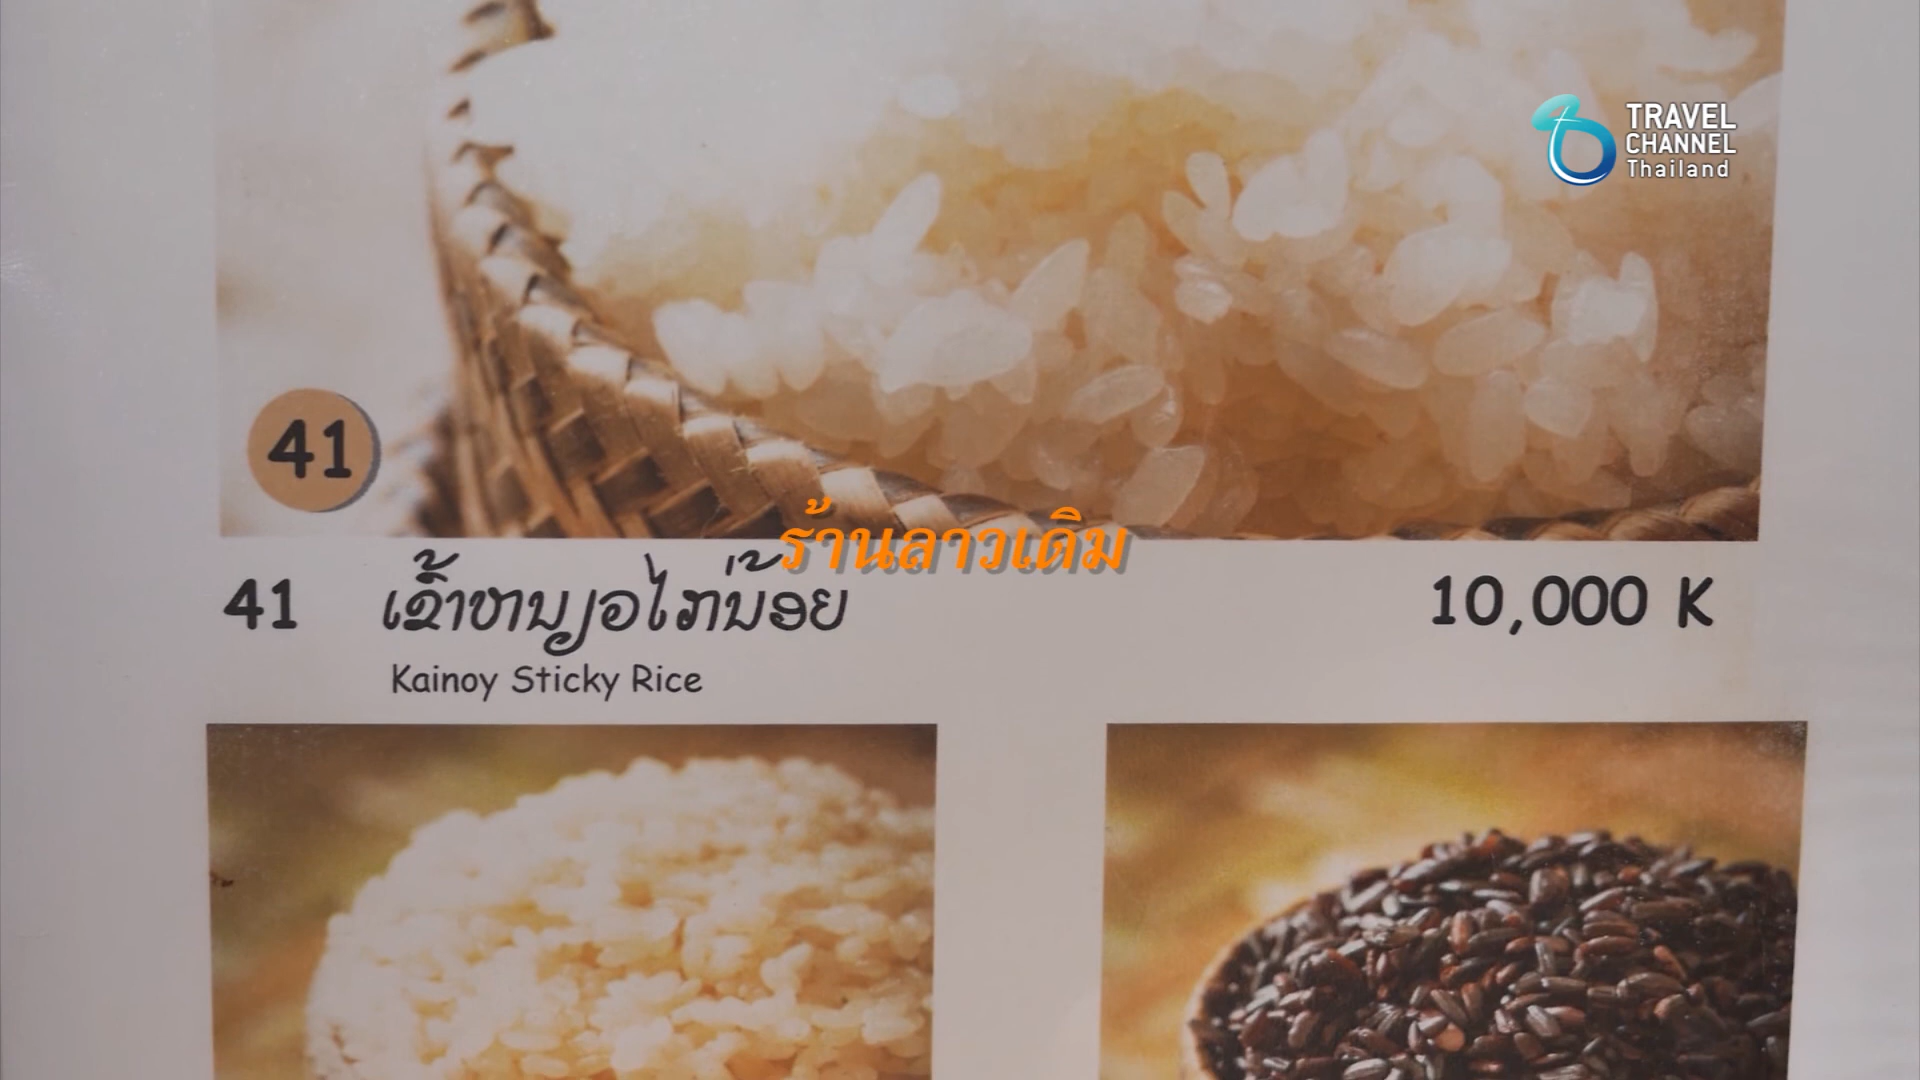 TRAVEL
CHANNEL
Thailand
41
ร้านลาวเดิม
41 ເຂົ້າຫນຽວໄກ່ນ້ອຍ 10,000 K
Kainoy Sticky Rice